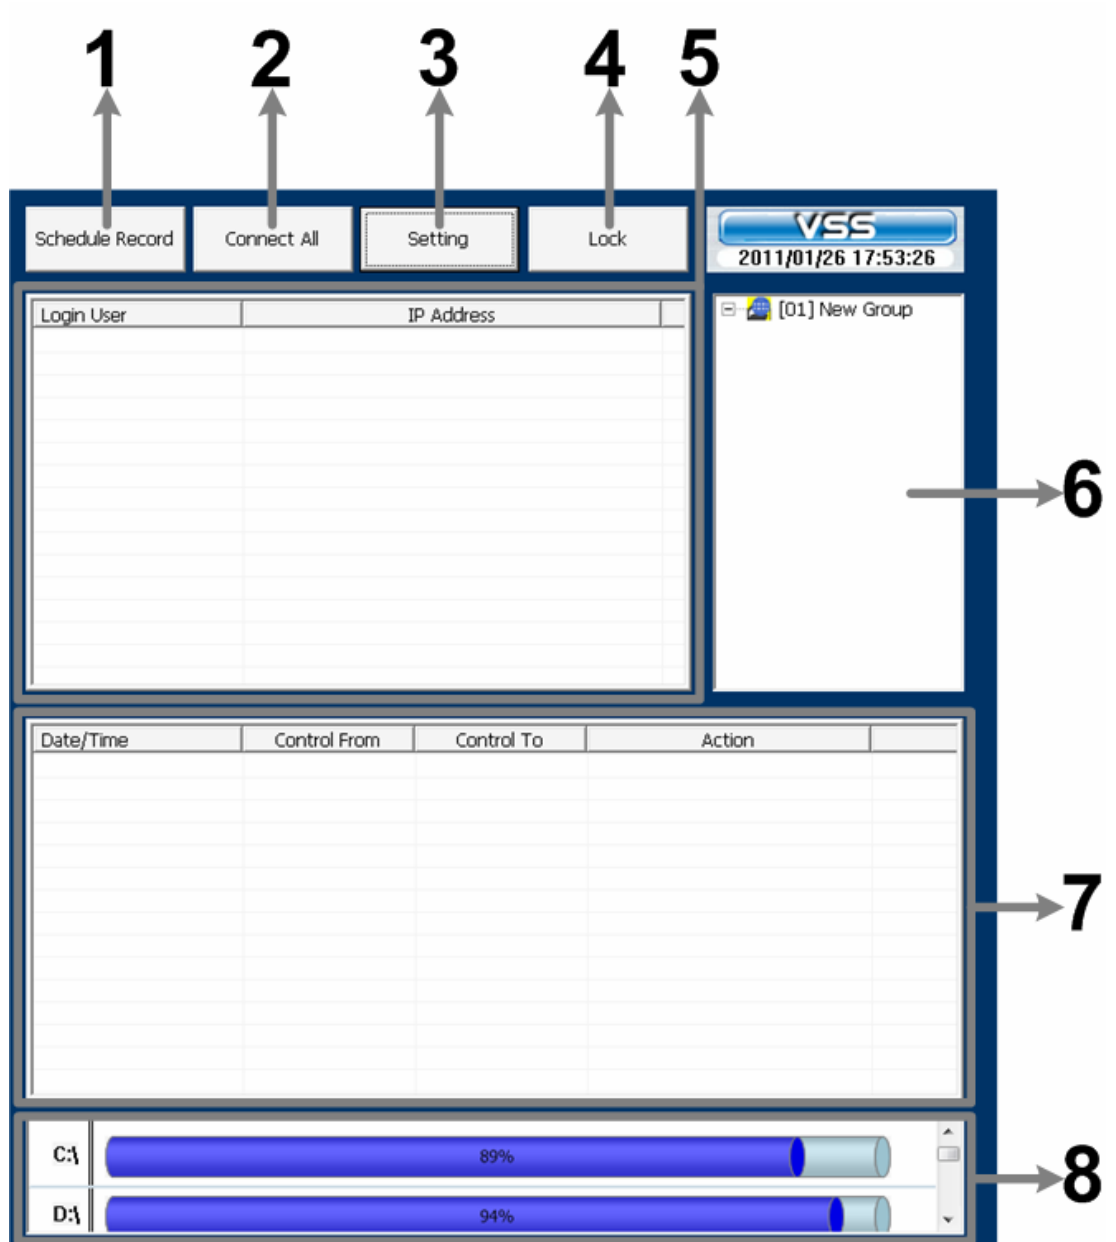 1 2 3 4 5
Schedule Record Connect All Setting Lock VSS
2011/01/26 17:53:26
Login User IP Address
[01] New Group
6
Date/Time Control From Control To Action
7
C:\ 89%
8
D:\ 94%